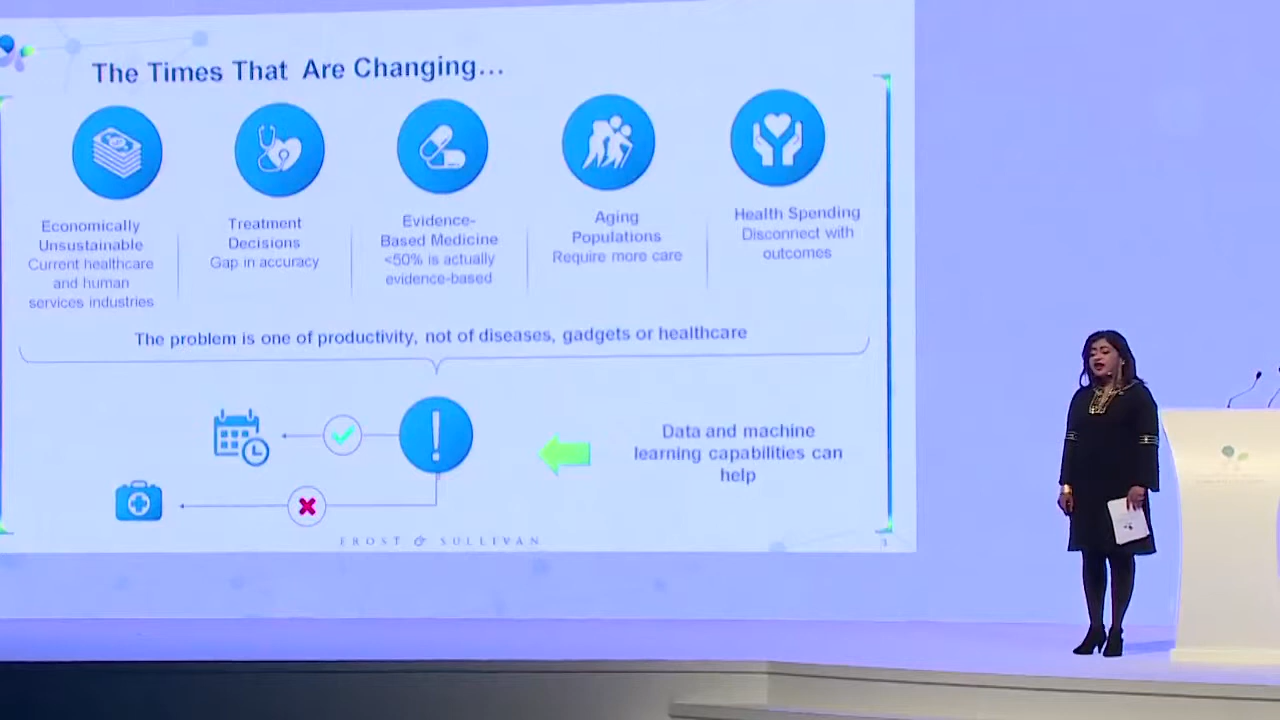 The Times That Are Changing...
Economically
Unsustainable
Current healthcare
and human
services industries
Treatment
Decisions
Gap in accuracy
Evidence-
Based Medicine
<50% is actually
evidence-based
Aging
Populations
Require more care
Health Spending
Disconnect with
outcomes
The problem is one of productivity, not of diseases, gadgets or healthcare
Data and machine
learning capabilities can
help
FROST & SULLIVAN
3